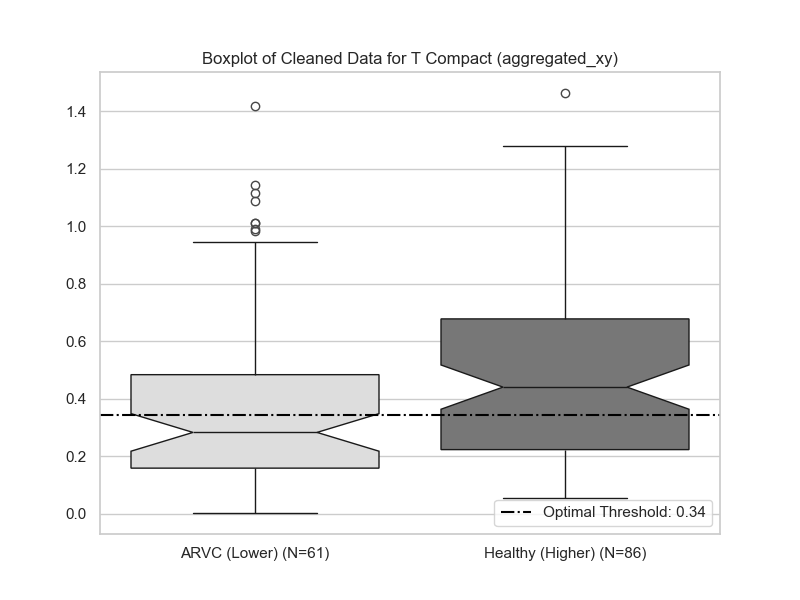 Boxplot of Cleaned Data for T Compact (aggregated_xy)
1.4
1.2
1.0
0.8
0.6
0.4
0.2
0.0
Optimal Threshold: 0.34
ARVC (Lower) (N=61)
Healthy (Higher) (N=86)